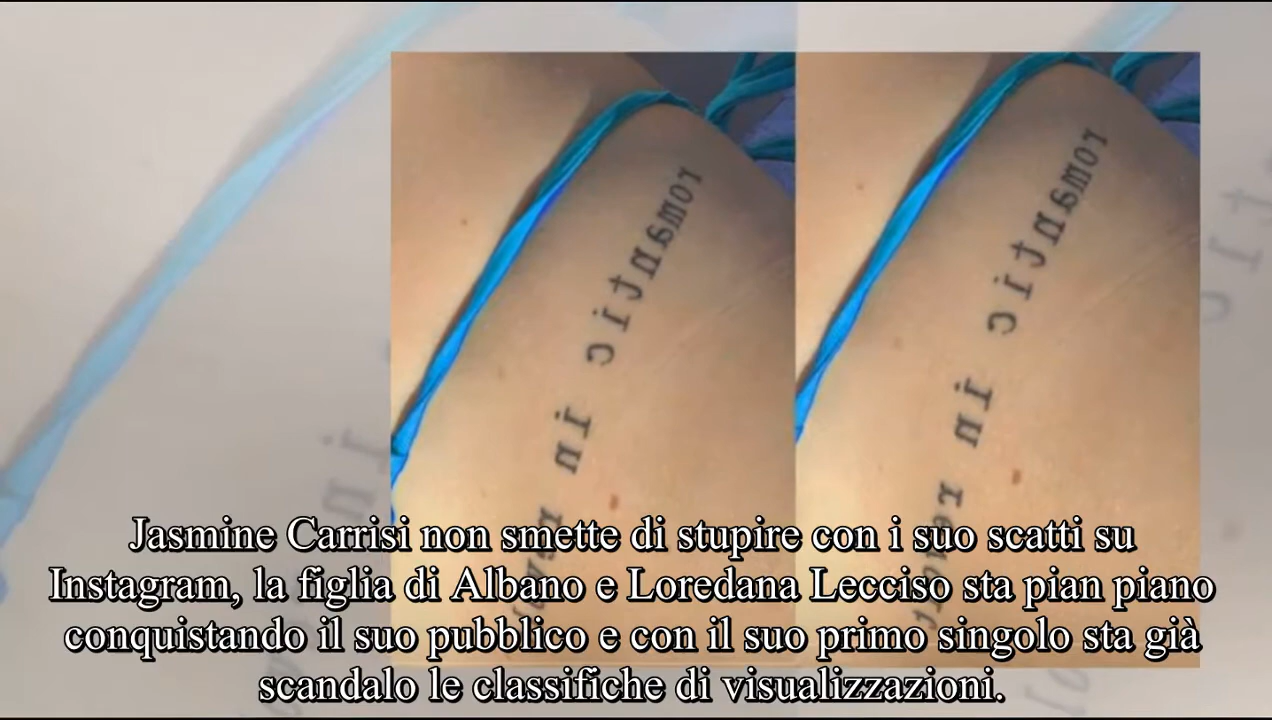 romantic
in
romantic
in
Jasmine Carrisi non smette di stupire con i suo scatti su
Instagram, la figlia di Albano e Loredana Lecciso sta pian piano
conquistando il suo pubblico e con il suo primo singolo sta già
scandalo le classifiche di visualizzazioni.